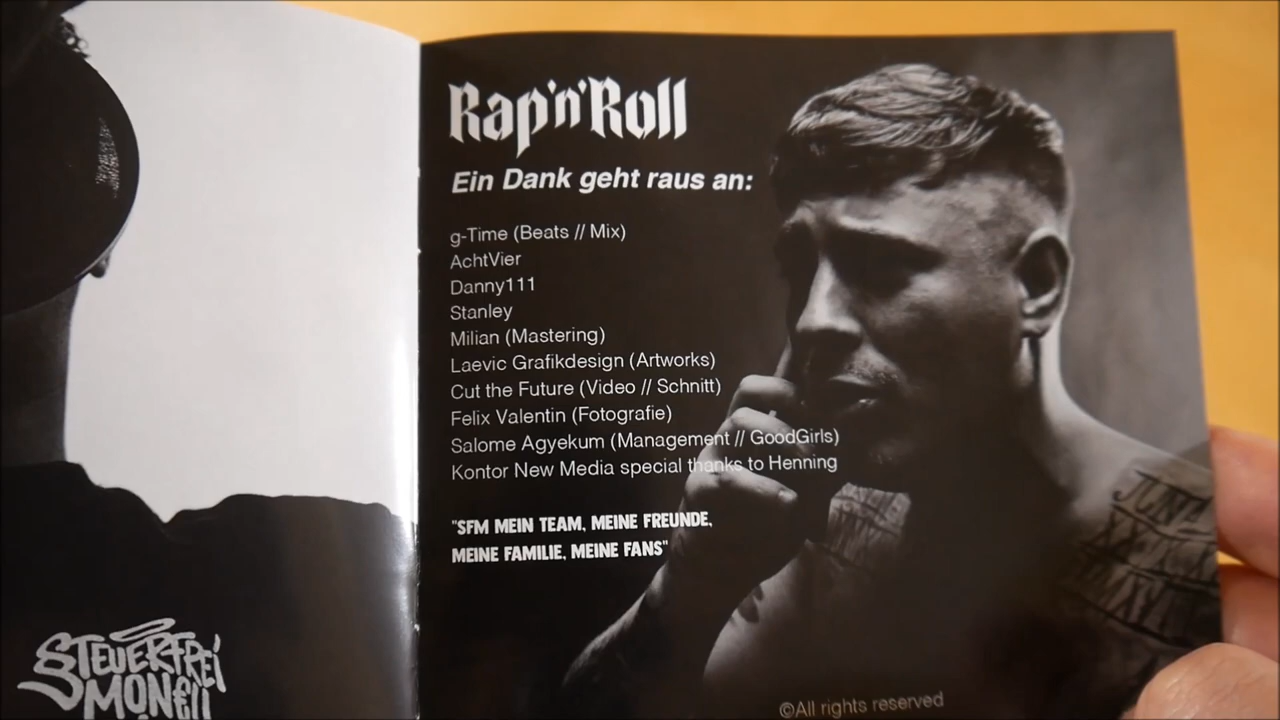 Rap'n'Roll
Ein Dank geht raus an:
g-Time (Beats // Mix)
AchtVier
Danny111
Stanley
Milian (Mastering)
Laevic Grafikdesign (Artworks)
Cut the Future (Video // Schnitt)
Felix Valentin (Fotografie)
Salome Agyekum (Management // GoodGirls)
Kontor New Media special thanks to Henning
"SFM MEIN TEAM, MEINE FREUNDE,
MEINE FAMILIE, MEINE FANS"
©All rights reserved
STEUERFREI
MONEY